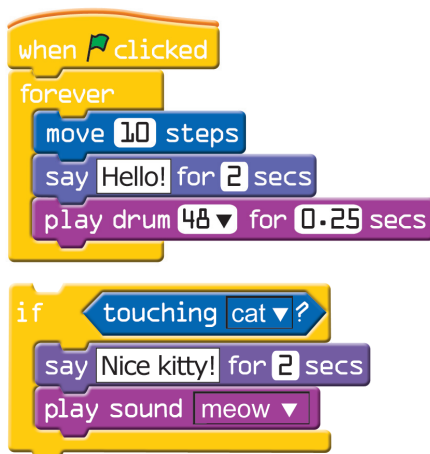 when clicked
forever
move 10 steps
say Hello! for 2 secs
play drum 48 for 0.25 secs
if touching cat ?
say Nice kitty! for 2 secs
play sound meow